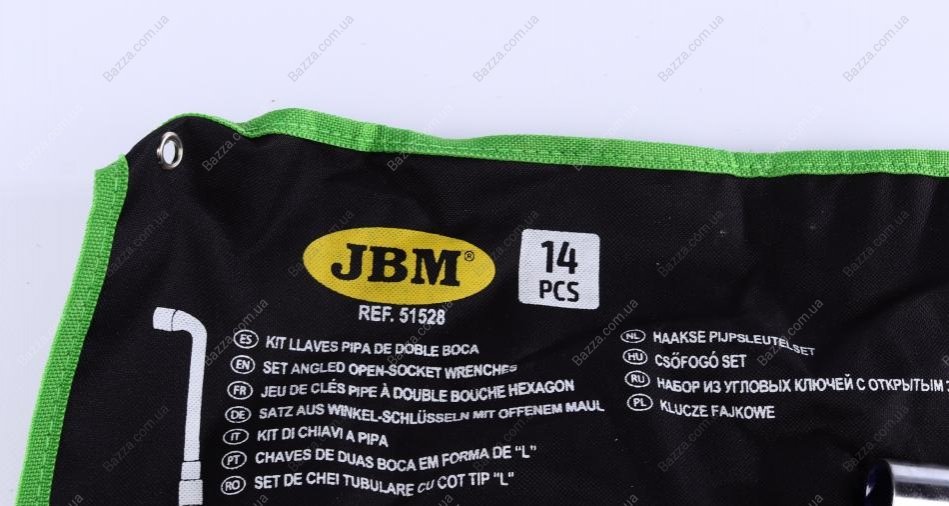 JBM®
14
PCS
REF. 51528
ES KIT LLAVES PIPA DE DOBLE BOCA
EN SET ANGLED OPEN-SOCKET WRENCHES
FR JEU DE CLÉS PIPE À DOUBLE BOUCHE HEXAGON
DE SATZ AUS WINKEL-SCHLÜSSELN MIT OFFENEM MAUL
IT KIT DI CHIAVI A PIPA
PT CHAVES DE DUAS BOCA EM FORMA DE "L"
RO SET DE CHEI TUBULARE CU COT TIP "L"
NL HAAKSE PIJPSLEUTELSET
HU CSŐFOGÓ SET
RU НАБОР ИЗ УГЛОВЫХ КЛЮЧЕЙ С ОТКРЫТЫМ
PL KLUCZE FAJKOWE
Bazza.com.ua